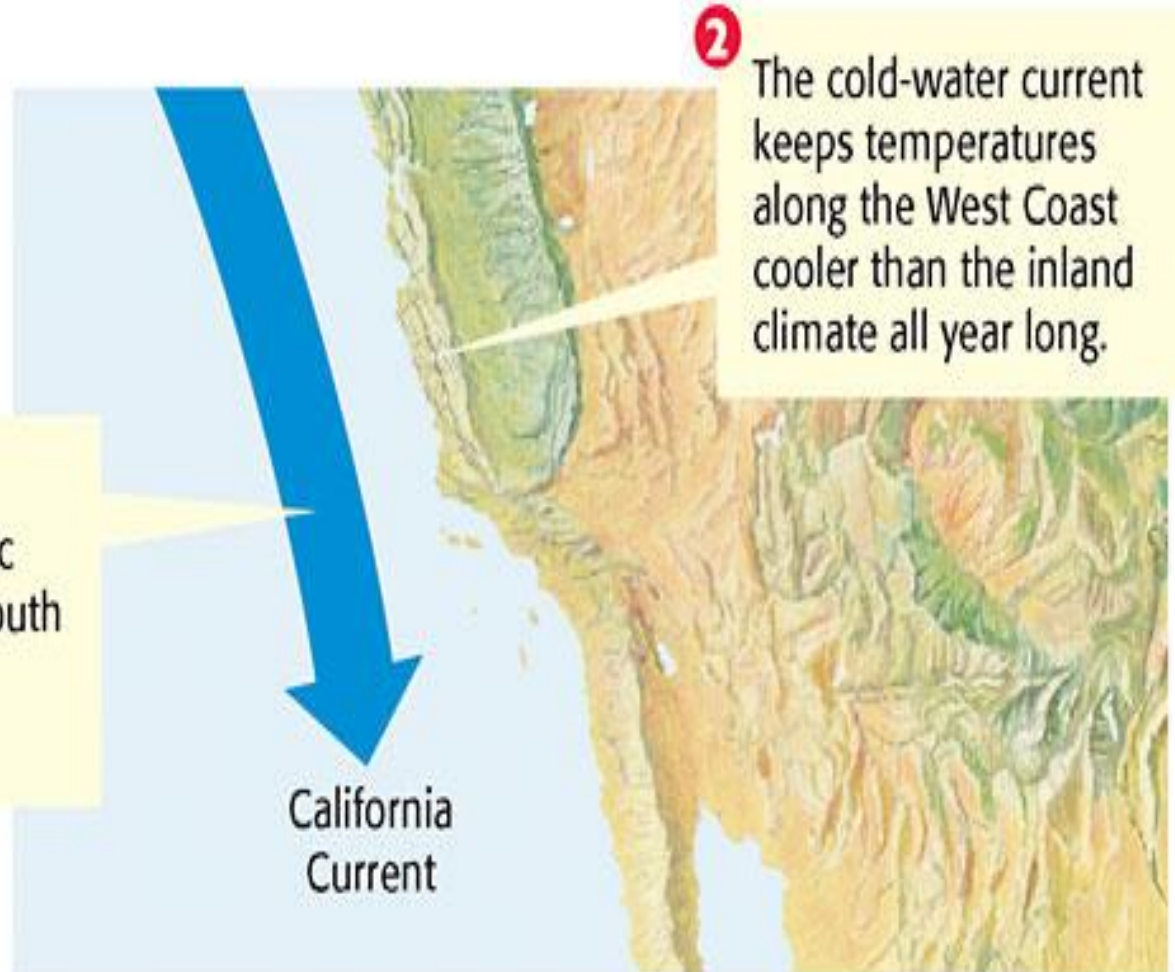 2
The cold-water current
keeps temperatures
along the West Coast
cooler than the inland
climate all year long.
California
Current